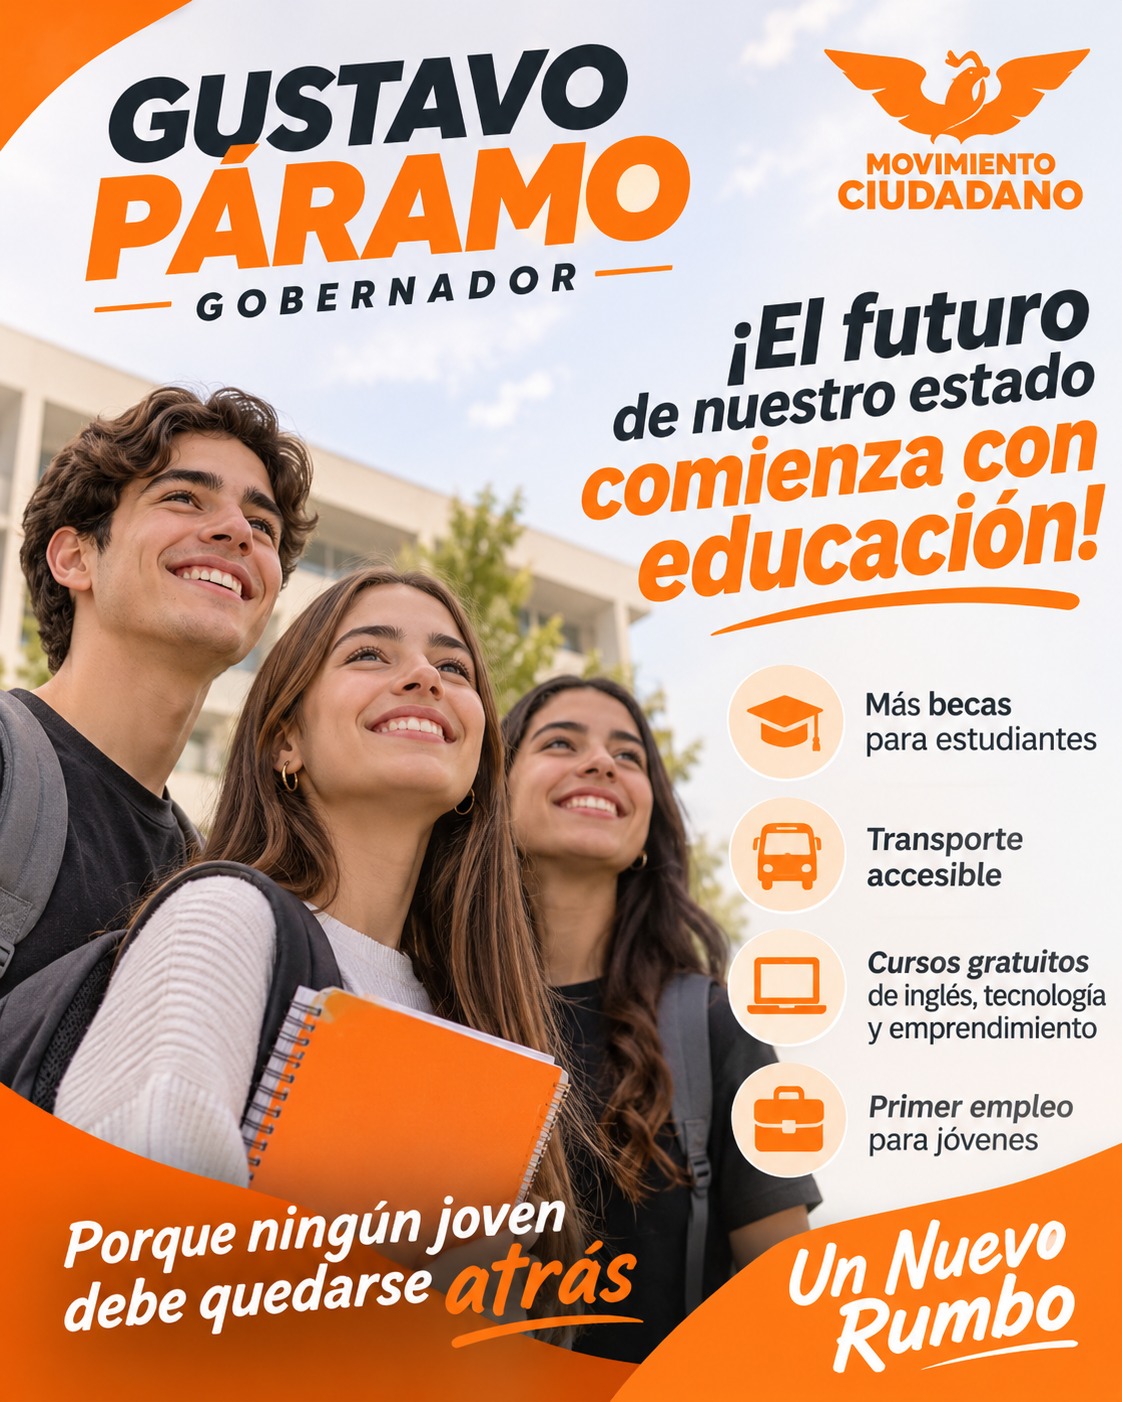 GUSTAVO
PÁRAMO
GOBERNADOR
MOVIMIENTO
CIUDADANO
¡El futuro
de nuestro estado
comienza con
educación!
Más becas
para estudiantes
Transporte
accesible
Cursos gratuitos
de inglés, tecnología
y emprendimiento
Primer empleo
para jóvenes
Porque ningún joven
debe quedarse atrás
Un Nuevo
Rumbo